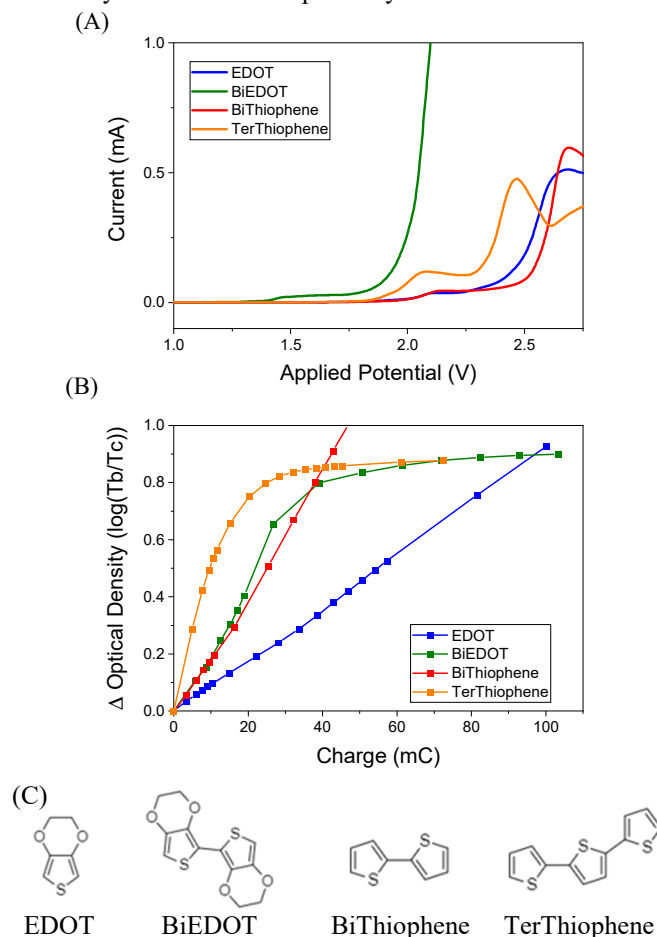 (A)
1.0
0.5
0.0
Current (mA)
EDOT
BiEDOT
BiThiophene
TerThiophene
1.0 1.5 2.0 2.5
Applied Potential (V)
(B)
1.0
0.8
0.6
0.4
0.2
0.0
Δ Optical Density (log(Tb/Tc))
EDOT
BiEDOT
BiThiophene
TerThiophene
0 20 40 60 80 100
Charge (mC)
(C)
O O S
O O S S O O
S S
S S S
EDOT BiEDOT BiThiophene TerThiophene